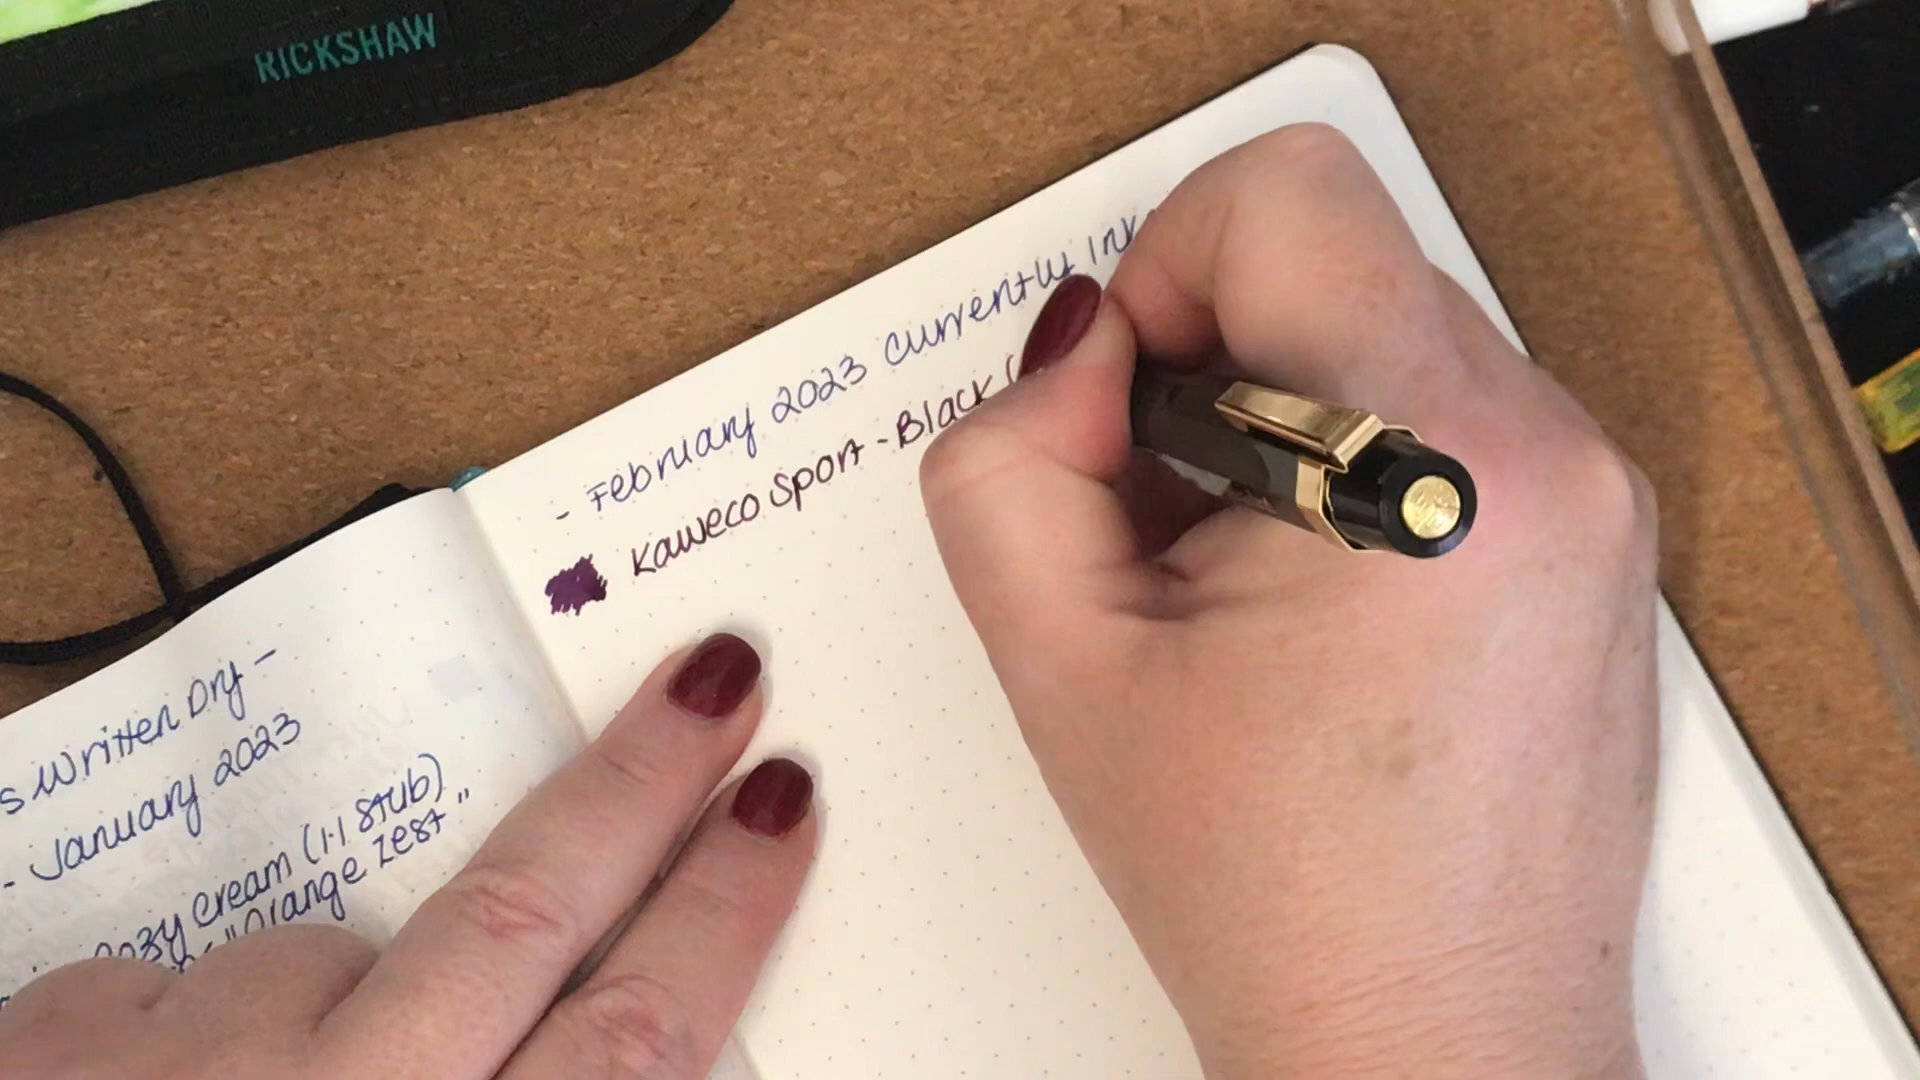 RICKSHAW
s Written Dry -
- January 2023
Cozy Cream (1.1 stub)
"Orange Zest"
- February 2023 Currently Ink
Kaweco Sport - Black (